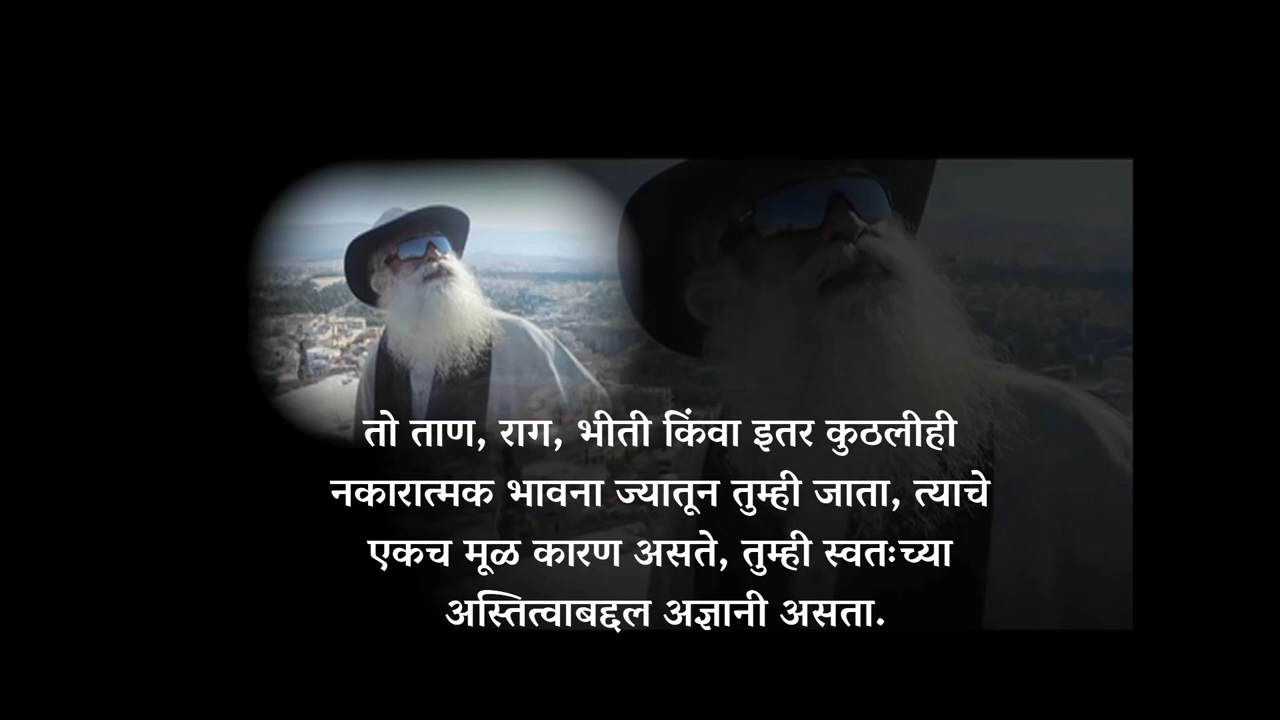 तो ताण, राग, भीती किंवा इतर कुठलीही
नकारात्मक भावना ज्यातून तुम्ही जाता, त्याचे
एकच मूळ कारण असते, तुम्ही स्वतःच्या
अस्तित्वाबद्दल अज्ञानी असता.